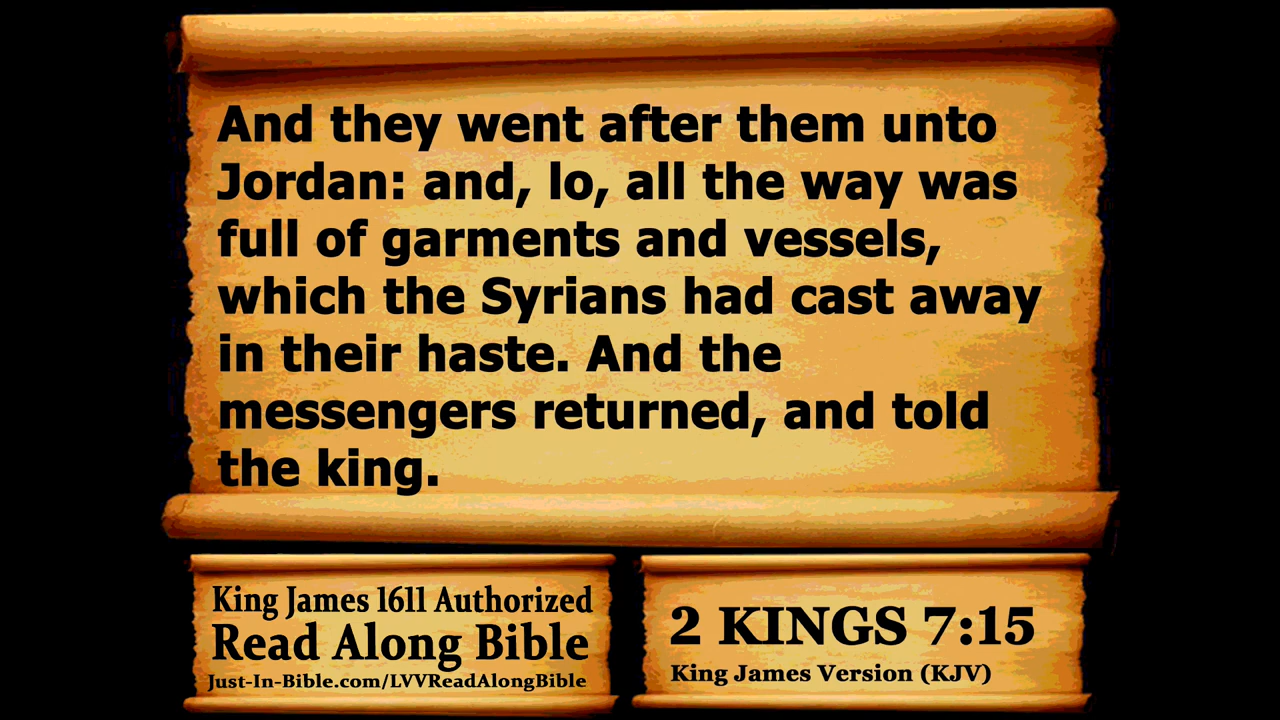 And they went after them unto
Jordan: and, lo, all the way was
full of garments and vessels,
which the Syrians had cast away
in their haste. And the
messengers returned, and told
the king.
King James 1611 Authorized
Read Along Bible
Just-In-Bible.com/LVVReadAlongBible
2 KINGS 7:15
King James Version (KJV)